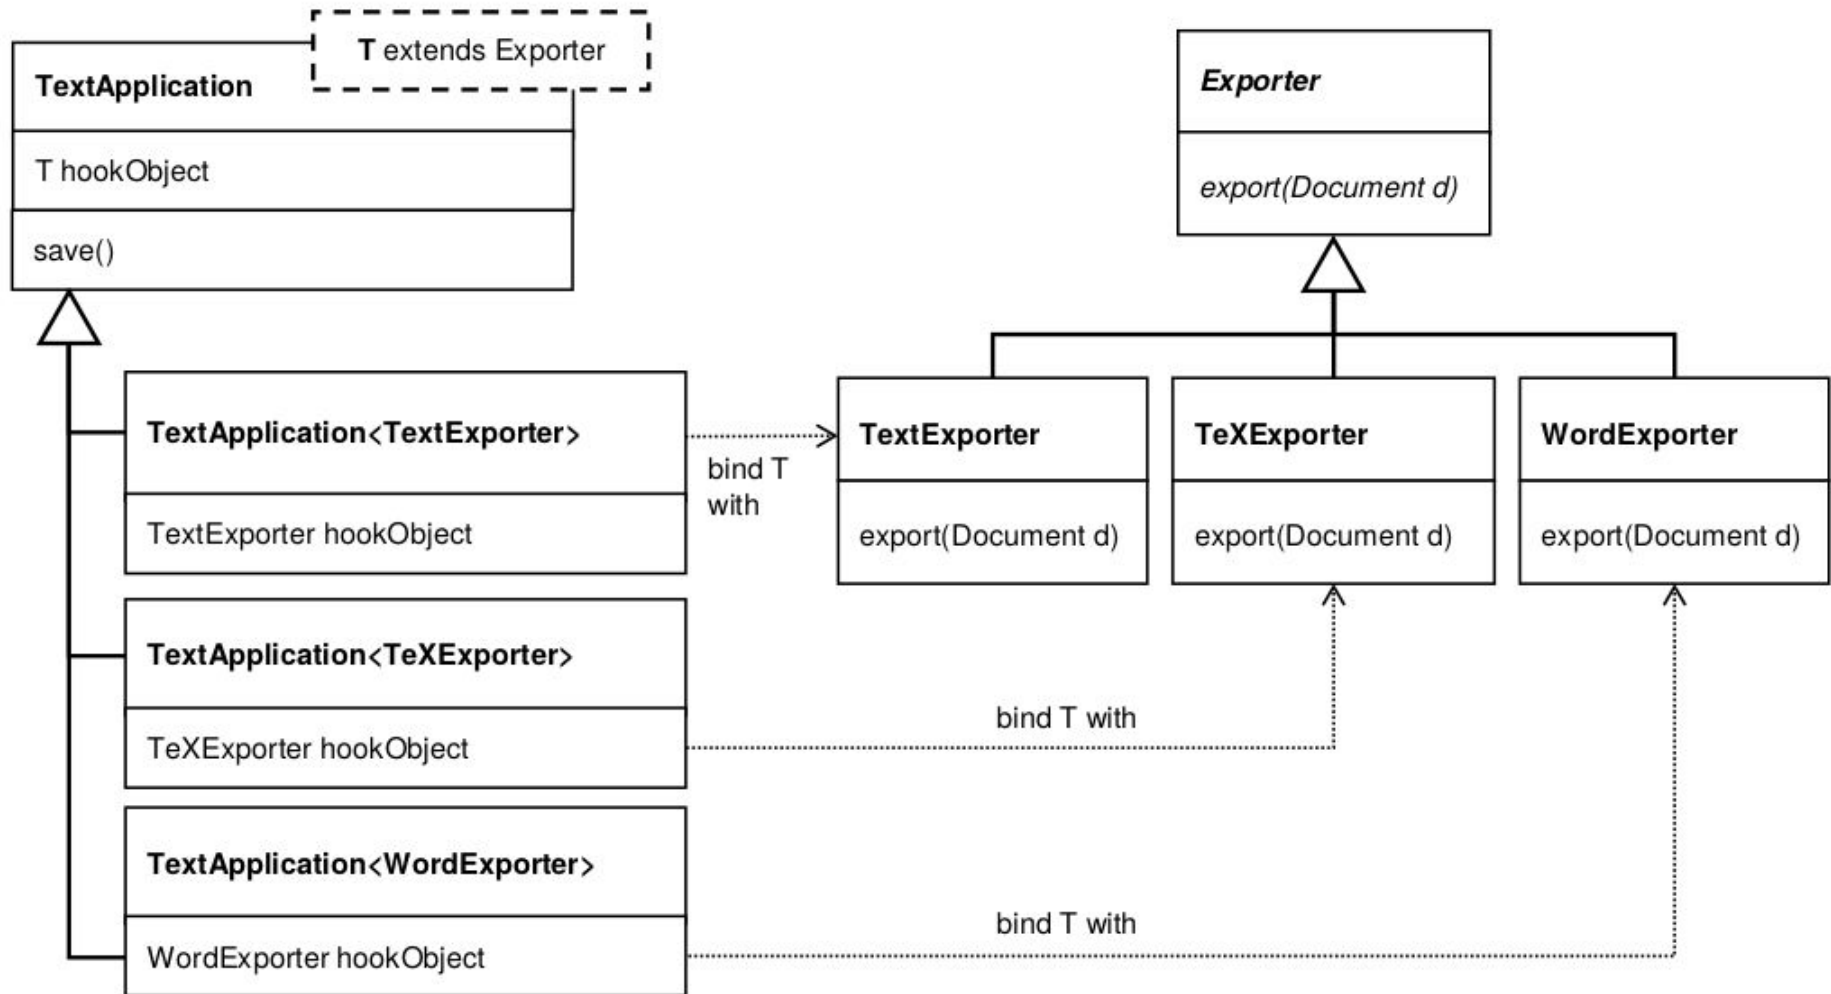 T extends Exporter
TextApplication
T hookObject
save()
Exporter
export(Document d)
TextApplication<TextExporter>
TextExporter hookObject
bind T
with
TextExporter
export(Document d)
TeXExporter
export(Document d)
WordExporter
export(Document d)
TextApplication<TeXExporter>
TeXExporter hookObject
bind T with
TextApplication<WordExporter>
WordExporter hookObject
bind T with